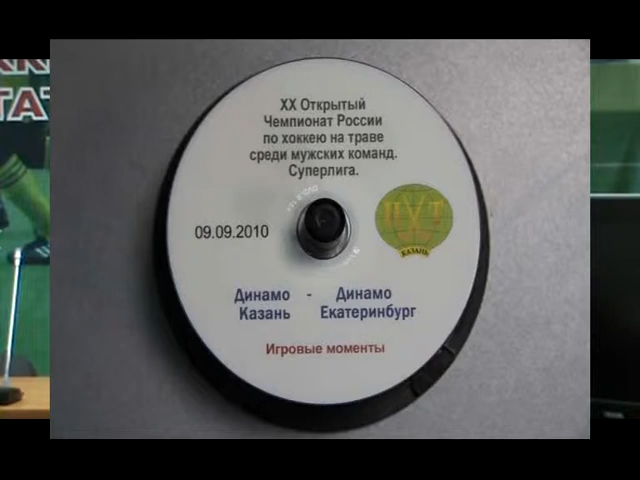 XX Открытый
Чемпионат России
по хоккею на траве
среди мужских команд.
Суперлига.
09.09.2010
КАЗАНЬ
Динамо - Динамо
Казань Екатеринбург
Игровые моменты